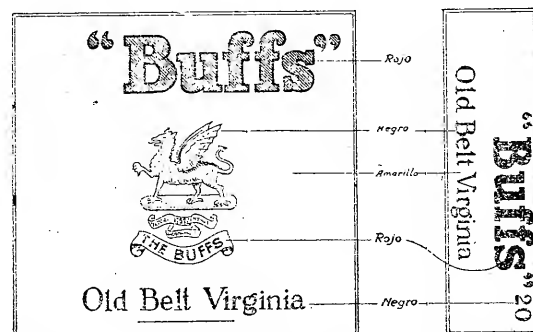 "Buffs"
Rojo
Negro
Amarillo
THE BUFFS
Rojo
Old Belt Virginia
Negro
Old Belt Virginia
"Buffs" 20